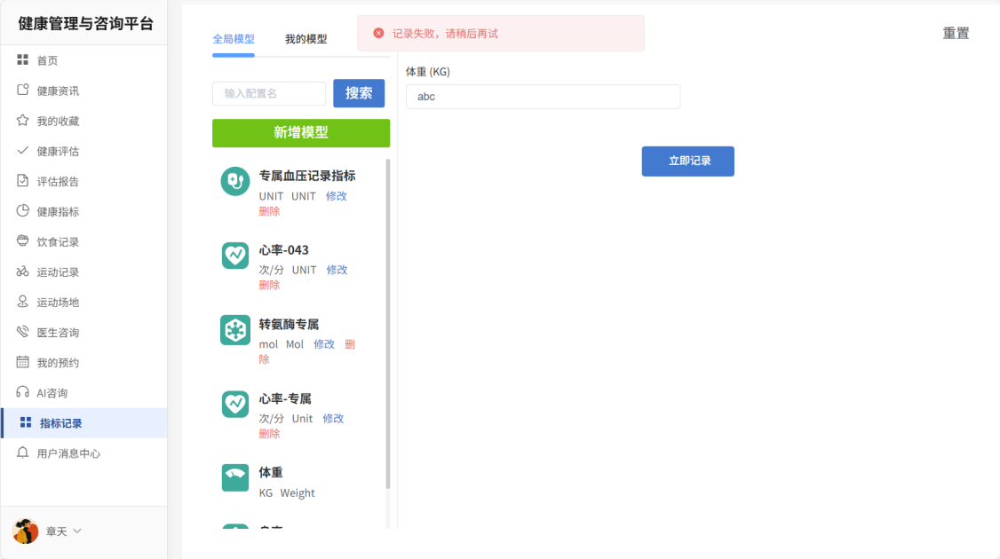 健康管理与咨询平台
首页
健康资讯
我的收藏
健康评估
评估报告
健康指标
饮食记录
运动记录
运动场地
医生咨询
我的预约
AI咨询
指标记录
用户消息中心
章天
全局模型 我的模型
记录失败，请稍后再试
重置
输入配置名 搜索
新增模型
专属血压记录指标
UNIT UNIT 修改
删除
心率-043
次/分 UNIT 修改
删除
转氨酶专属
mol Mol 修改 删
除
心率-专属
次/分 Unit 修改
删除
体重
KG Weight
体重 (KG)
abc
立即记录